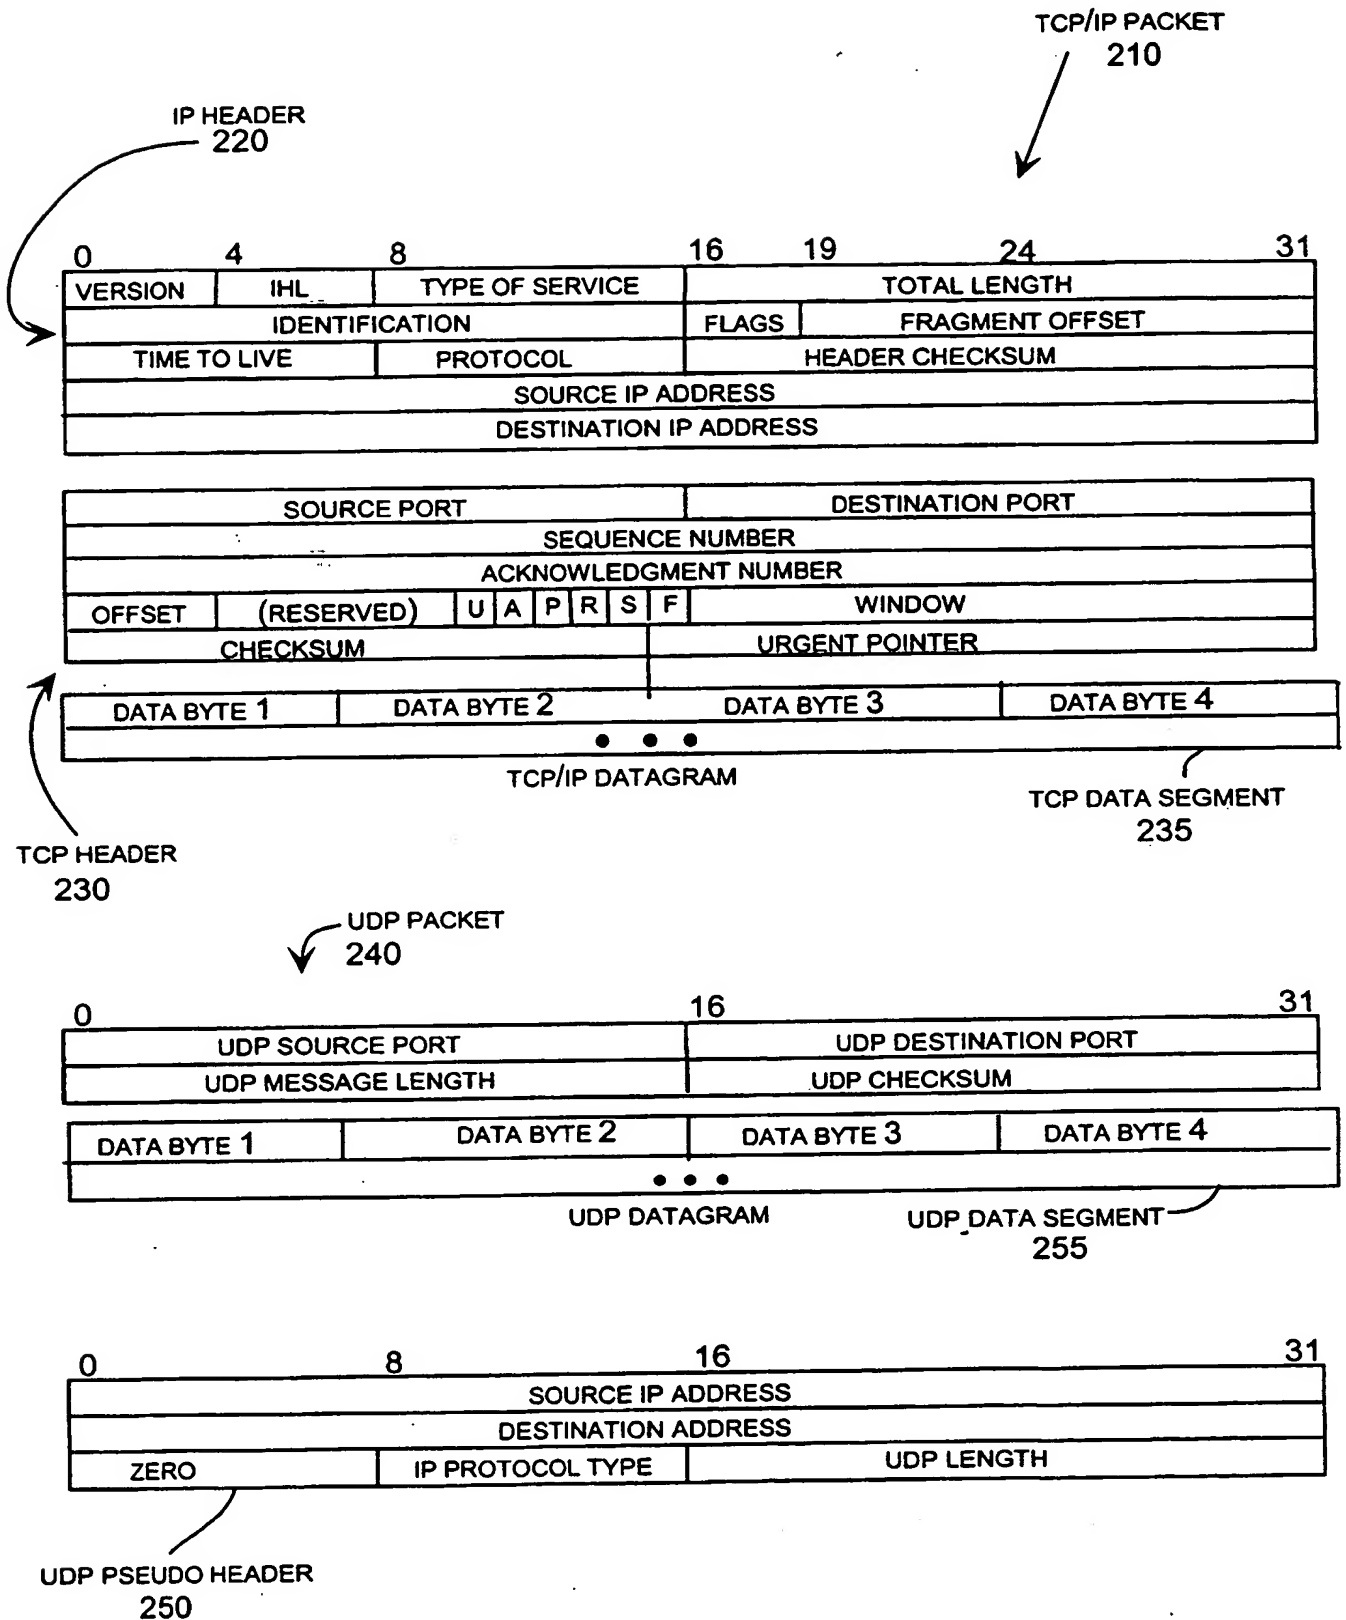 TCP/IP PACKET
210
IP HEADER
220
0 4 8 16 19 24 31
VERSION IHL TYPE OF SERVICE TOTAL LENGTH
IDENTIFICATION FLAGS FRAGMENT OFFSET
TIME TO LIVE PROTOCOL HEADER CHECKSUM
SOURCE IP ADDRESS
DESTINATION IP ADDRESS
SOURCE PORT DESTINATION PORT
SEQUENCE NUMBER
ACKNOWLEDGMENT NUMBER
OFFSET (RESERVED) U A P R S F WINDOW
CHECKSUM URGENT POINTER
DATA BYTE 1 DATA BYTE 2 DATA BYTE 3 DATA BYTE 4
• • •
TCP/IP DATAGRAM
TCP DATA SEGMENT
235
TCP HEADER
230
UDP PACKET
240
0 16 31
UDP SOURCE PORT UDP DESTINATION PORT
UDP MESSAGE LENGTH UDP CHECKSUM
DATA BYTE 1 DATA BYTE 2 DATA BYTE 3 DATA BYTE 4
• • •
UDP DATAGRAM
UDP DATA SEGMENT
255
0 8 16 31
SOURCE IP ADDRESS
DESTINATION ADDRESS
ZERO IP PROTOCOL TYPE UDP LENGTH
UDP PSEUDO HEADER
250